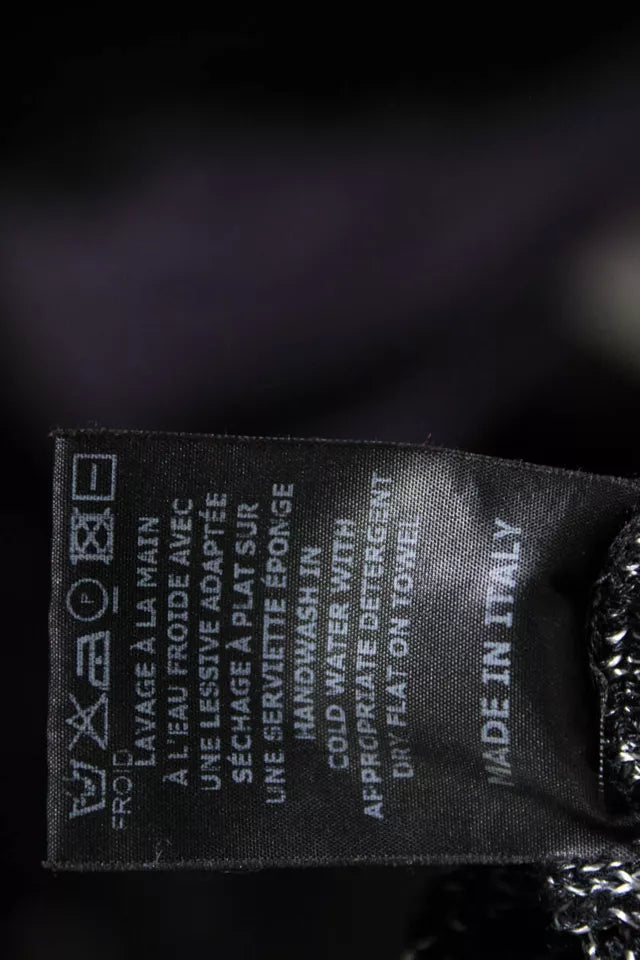 P
FROID
LAVAGE À LA MAIN
À L'EAU FROIDE AVEC
UNE LESSIVE ADAPTÉE
SÉCHAGE À PLAT SUR
UNE SERVIETTE ÉPONGE
HANDWASH IN
COLD WATER WITH
APPROPRIATE DETERGENT
DRY FLAT ON TOWEL
MADE IN ITALY